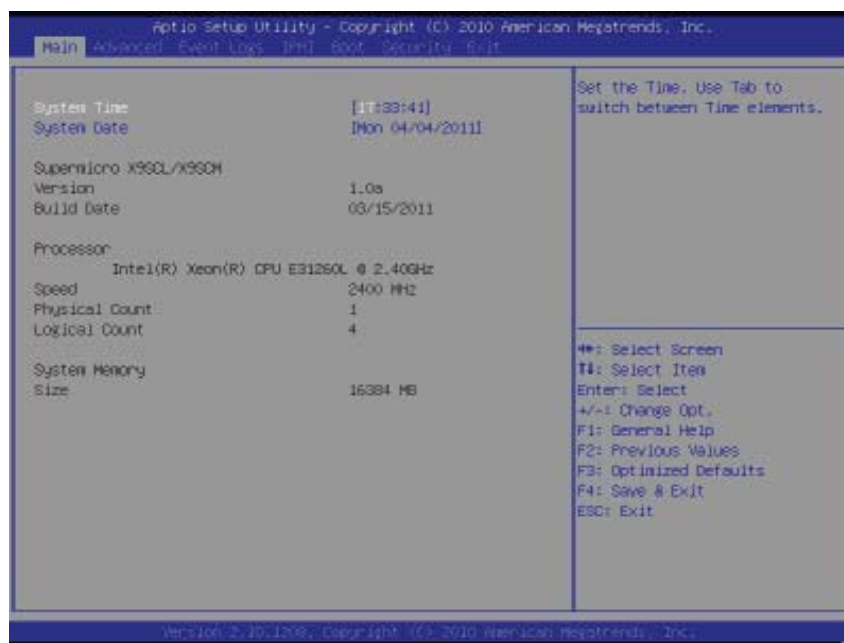 Aptio Setup Utility - Copyright (C) 2010 American Megatrends, Inc.
Main Advanced Event Logs IPMI Boot Security Exit
System Time [17:33:41]
System Date [Mon 04/04/2011]
Supermicro X9SCL/X9SCM
Version 1.0a
Build Date 03/15/2011
Processor
Intel(R) Xeon(R) CPU E31260L @ 2.40GHz
Speed 2400 MHz
Physical Count 1
Logical Count 4
System Memory
Size 16384 MB
Set the Time. Use Tab to
switch between Time elements.
↔: Select Screen
↑↓: Select Item
Enter: Select
+/-: Change Opt.
F1: General Help
F2: Previous Values
F3: Optimized Defaults
F4: Save & Exit
ESC: Exit
Version 2.10.1208. Copyright (C) 2010 American Megatrends, Inc.